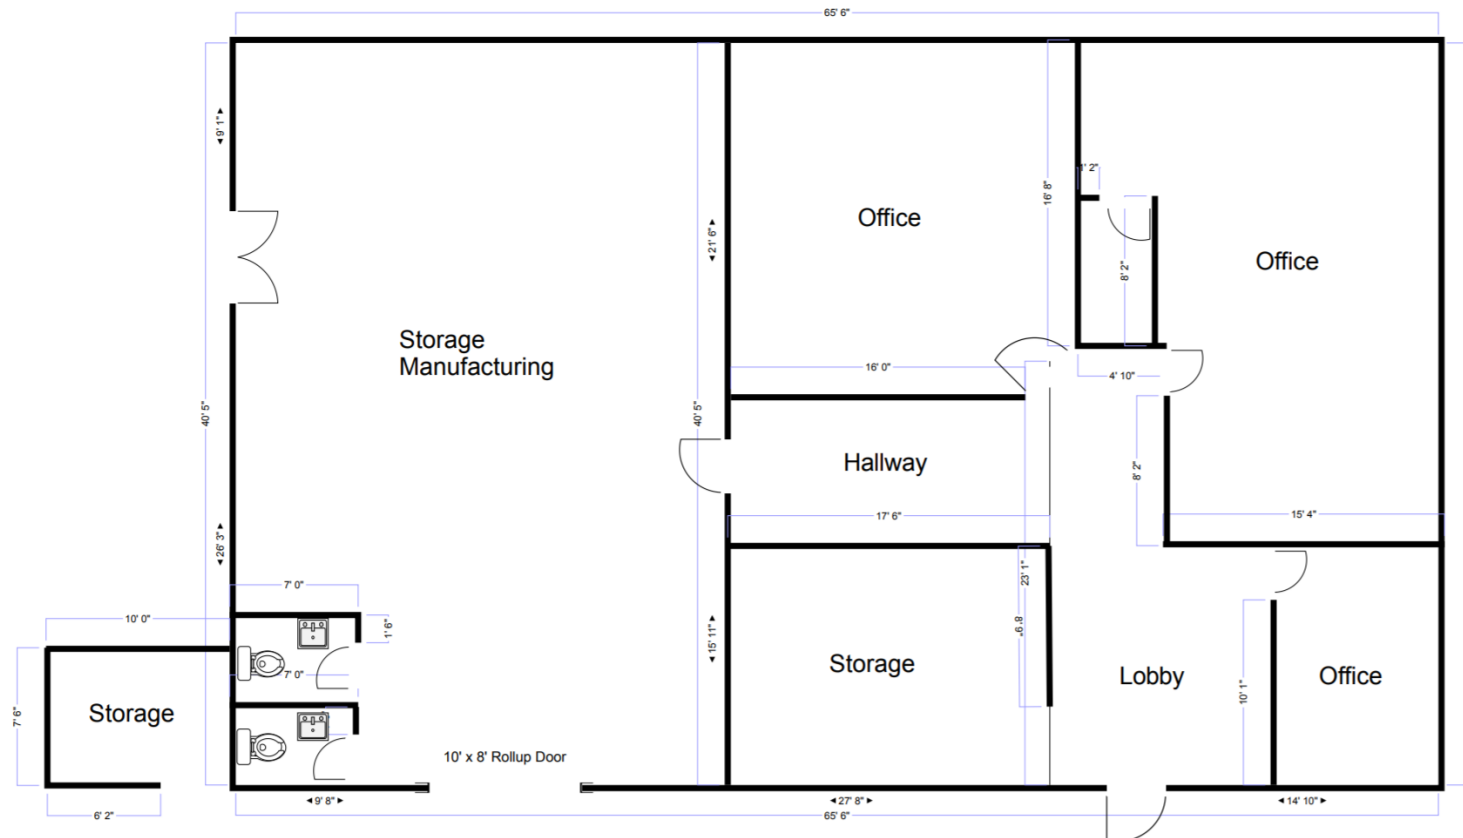 65' 6"
9' 1"
1' 2"
16' 8"
Office
21' 6"
Office
8' 2"
Storage
Manufacturing
16' 0"
4' 10"
40' 5"
40' 5"
Hallway
8' 2"
17' 6"
15' 4"
26' 3"
23' 1"
7' 0"
10' 0"
1' 6"
8' 9"
15' 11"
Storage
7' 0"
Lobby
Office
10' 1"
Storage
7' 6"
10' x 8' Rollup Door
9' 8"
27' 8"
14' 10"
6' 2"
65' 6"